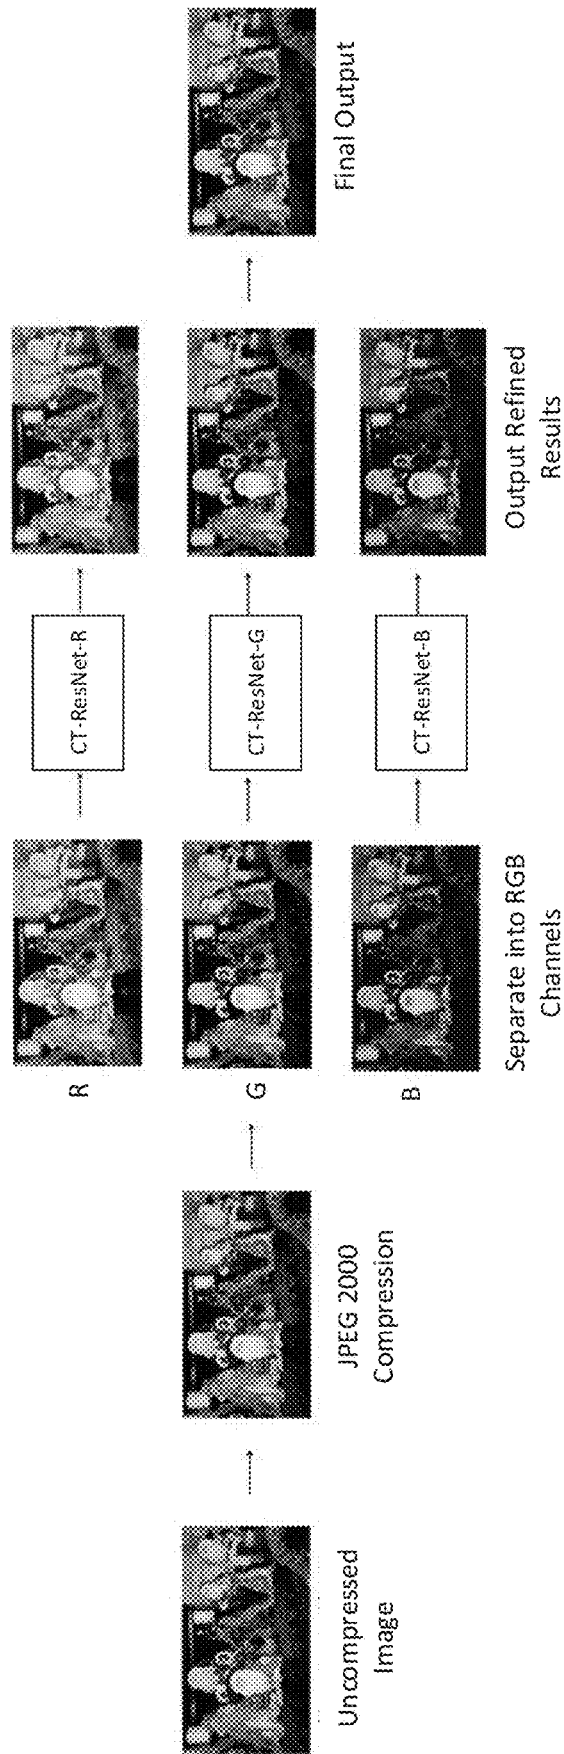 Uncompressed
Image
JPEG 2000
Compression
R
G
B
Separate into RGB
Channels
CT-ResNet-R
CT-ResNet-G
CT-ResNet-B
Output Refined
Results
Final Output